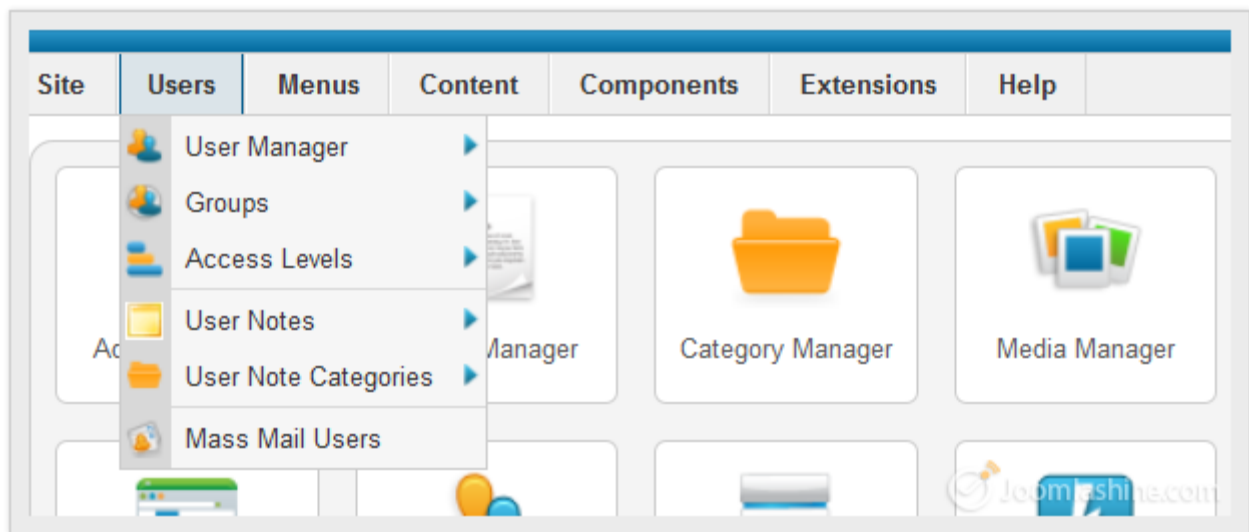 Site Users Menus Content Components Extensions Help
User Manager
Groups
Access Levels
User Notes
User Note Categories
Mass Mail Users
Category Manager
Media Manager
Joomlashine.com